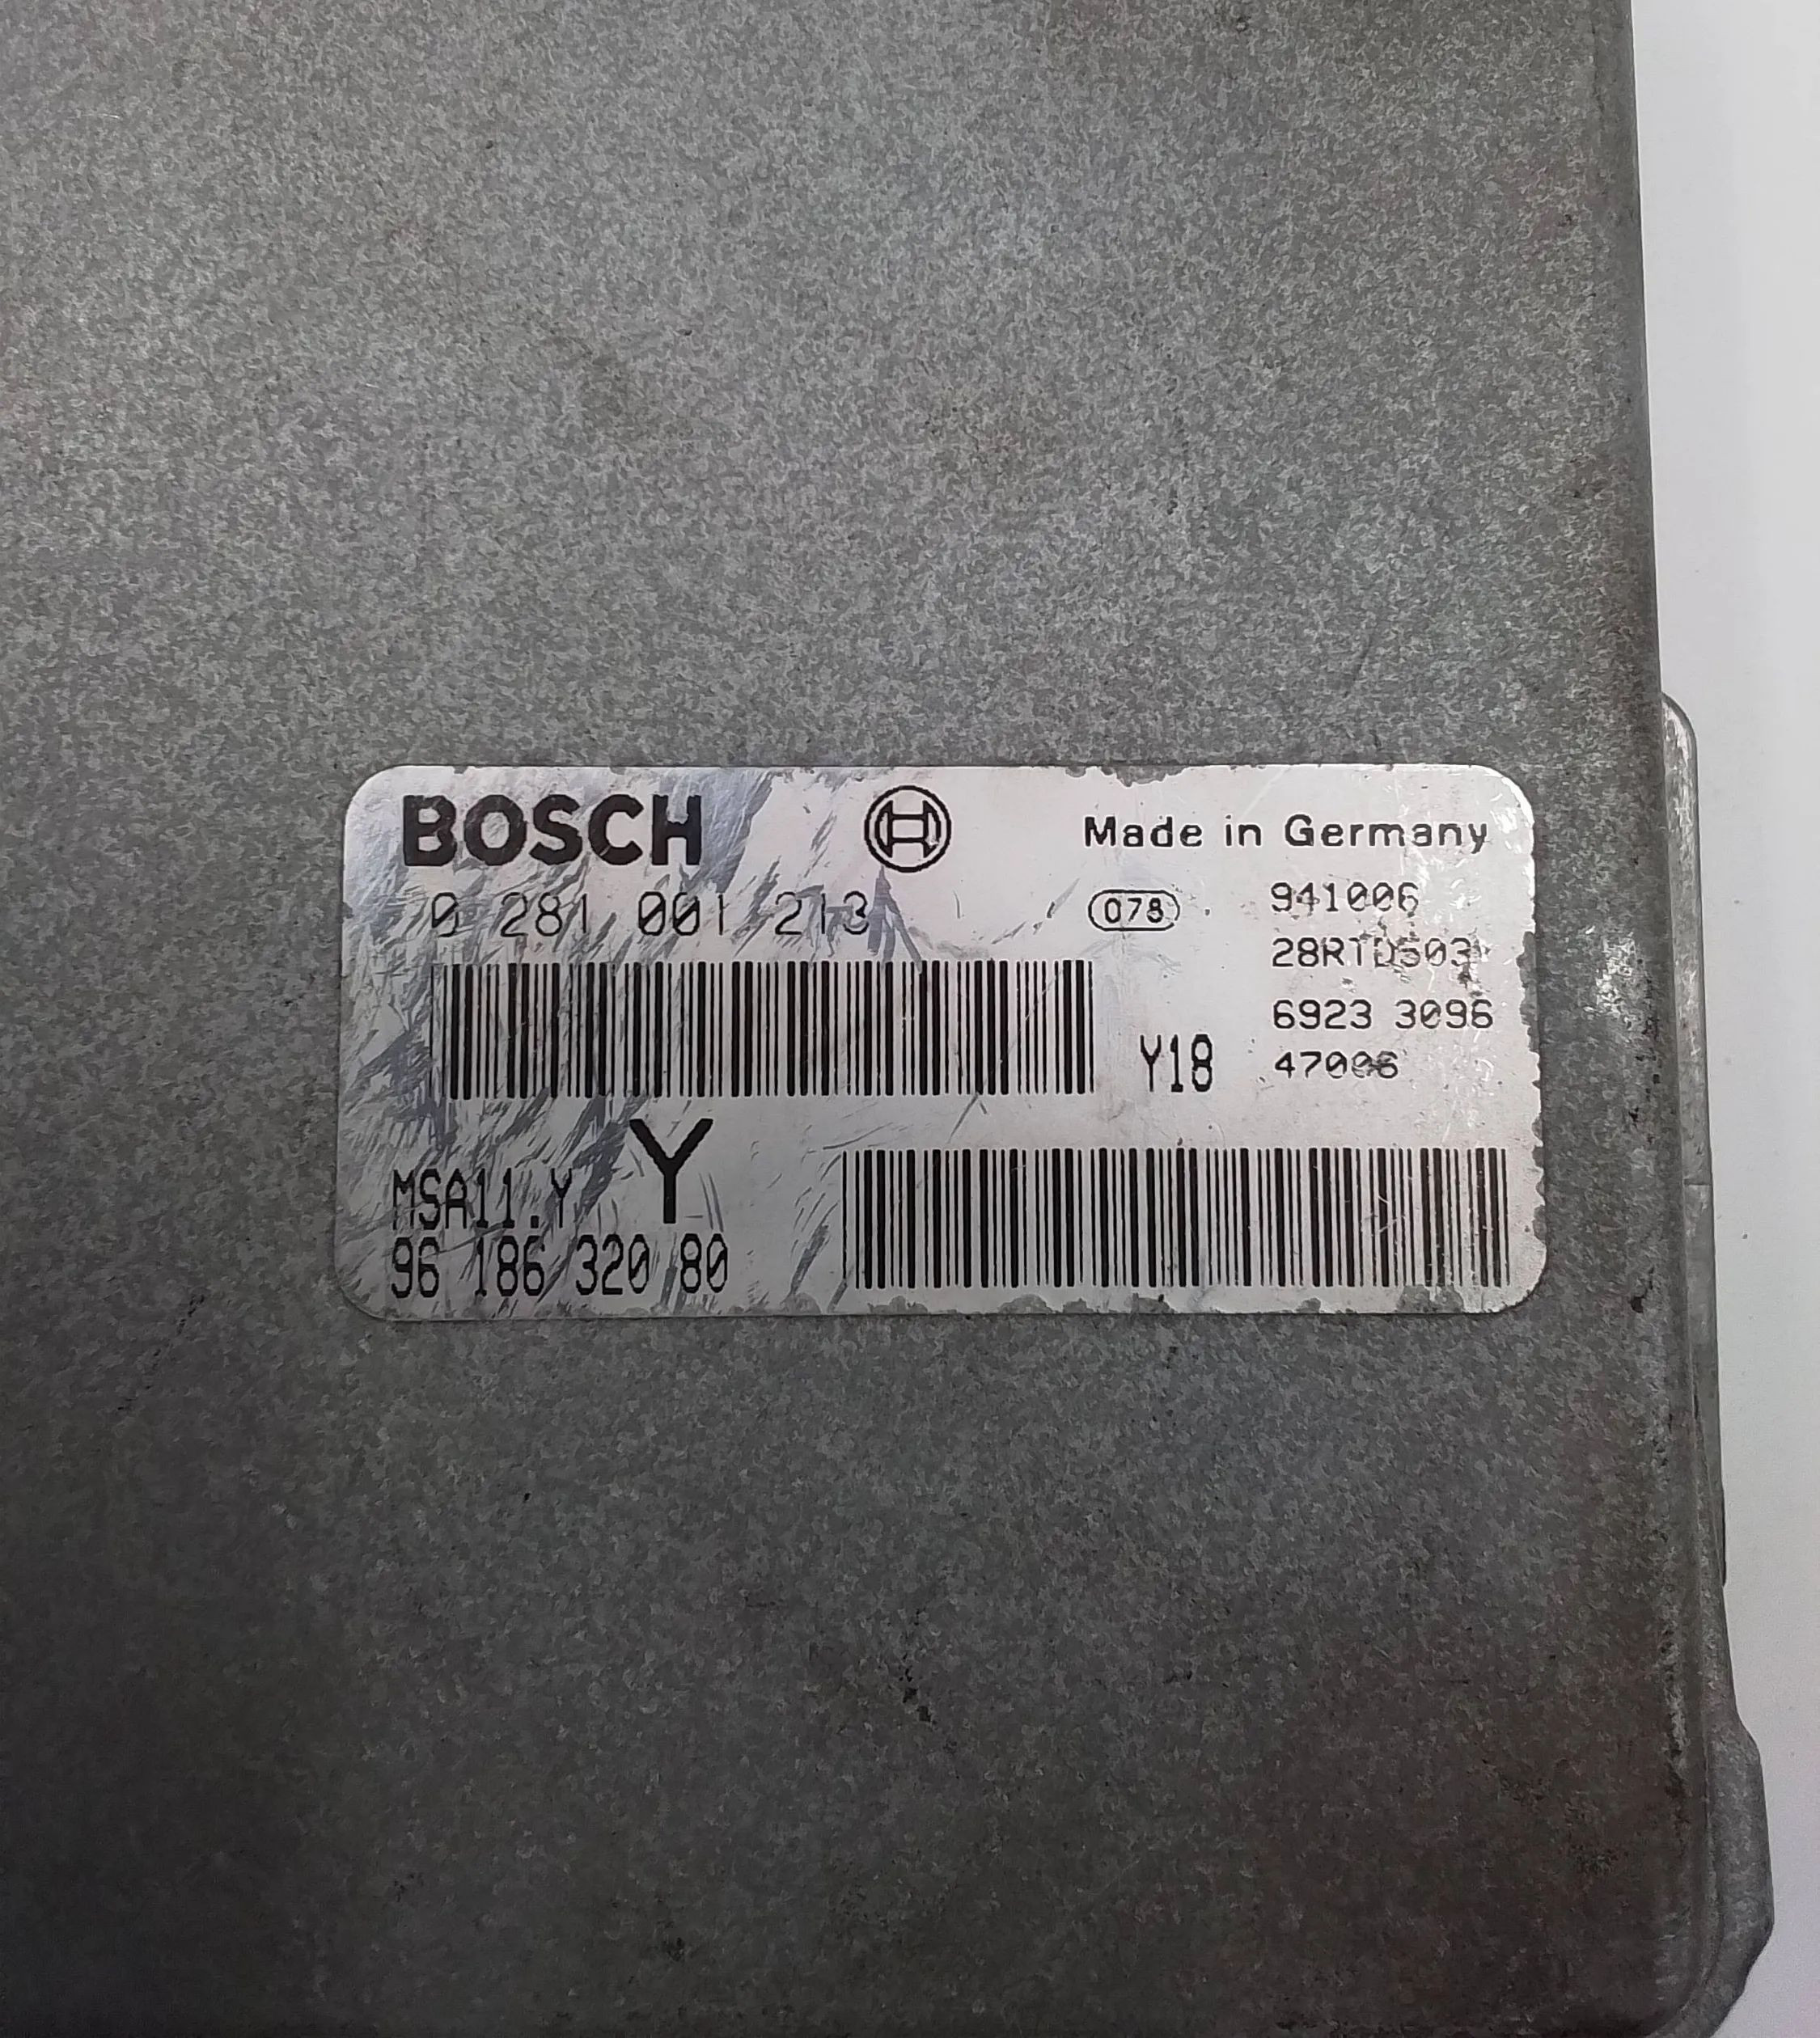 BOSCH Made in Germany
0 281 001 213 078 941006
28RTD503
6923 3096
Y18 47006
Y
MSA11.Y
96 186 320 80